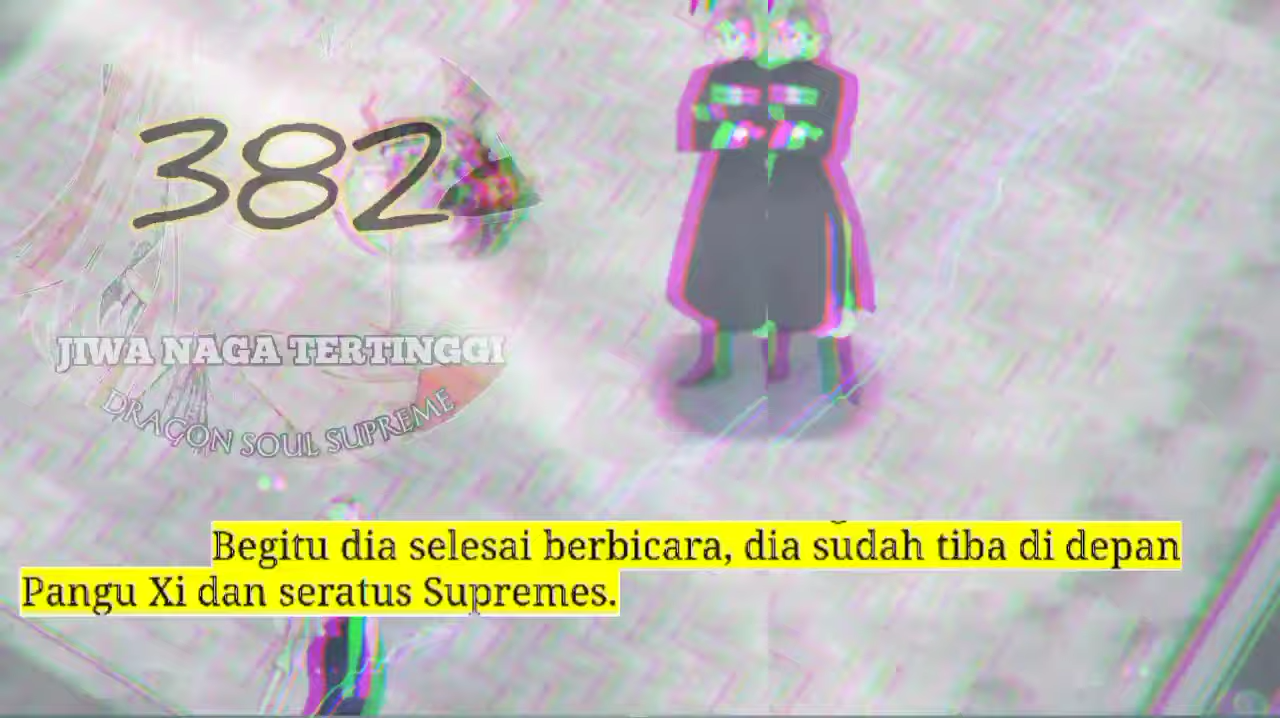 382
JIWA NAGA TERTINGGI
DRAGON SOUL SUPREME
Begitu dia selesai berbicara, dia sudah tiba di depan
Pangu Xi dan seratus Supremes.